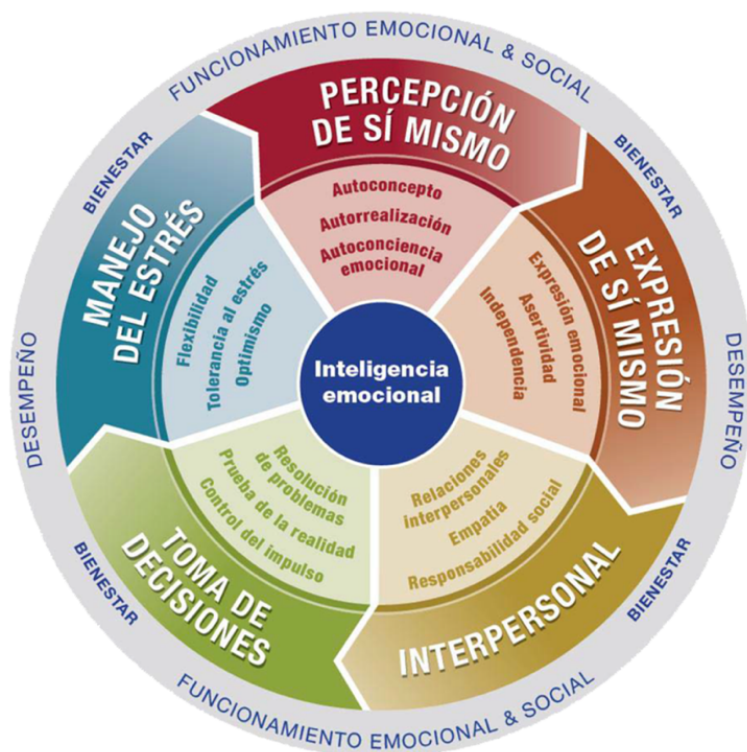 FUNCIONAMIENTO EMOCIONAL & SOCIAL
BIENESTAR
BIENESTAR
DESEMPEÑO
DESEMPEÑO
BIENESTAR
BIENESTAR
FUNCIONAMIENTO EMOCIONAL & SOCIAL
PERCEPCIÓN
DE SÍ MISMO
Autoconcepto
Autorrealización
Autoconciencia
emocional
EXPRESIÓN
DE SÍ MISMO
Expresión emocional
Asertividad
Independencia
INTERPERSONAL
Relaciones
interpersonales
Empatia
Responsabilidad social
TOMA DE
DECISIONES
Resolución
de problemas
Prueba de la realidad
Control del impulso
MANEJO
DEL ESTRÉS
Flexibilidad
Tolerancia al estrés
Optimismo
Inteligencia
emocional